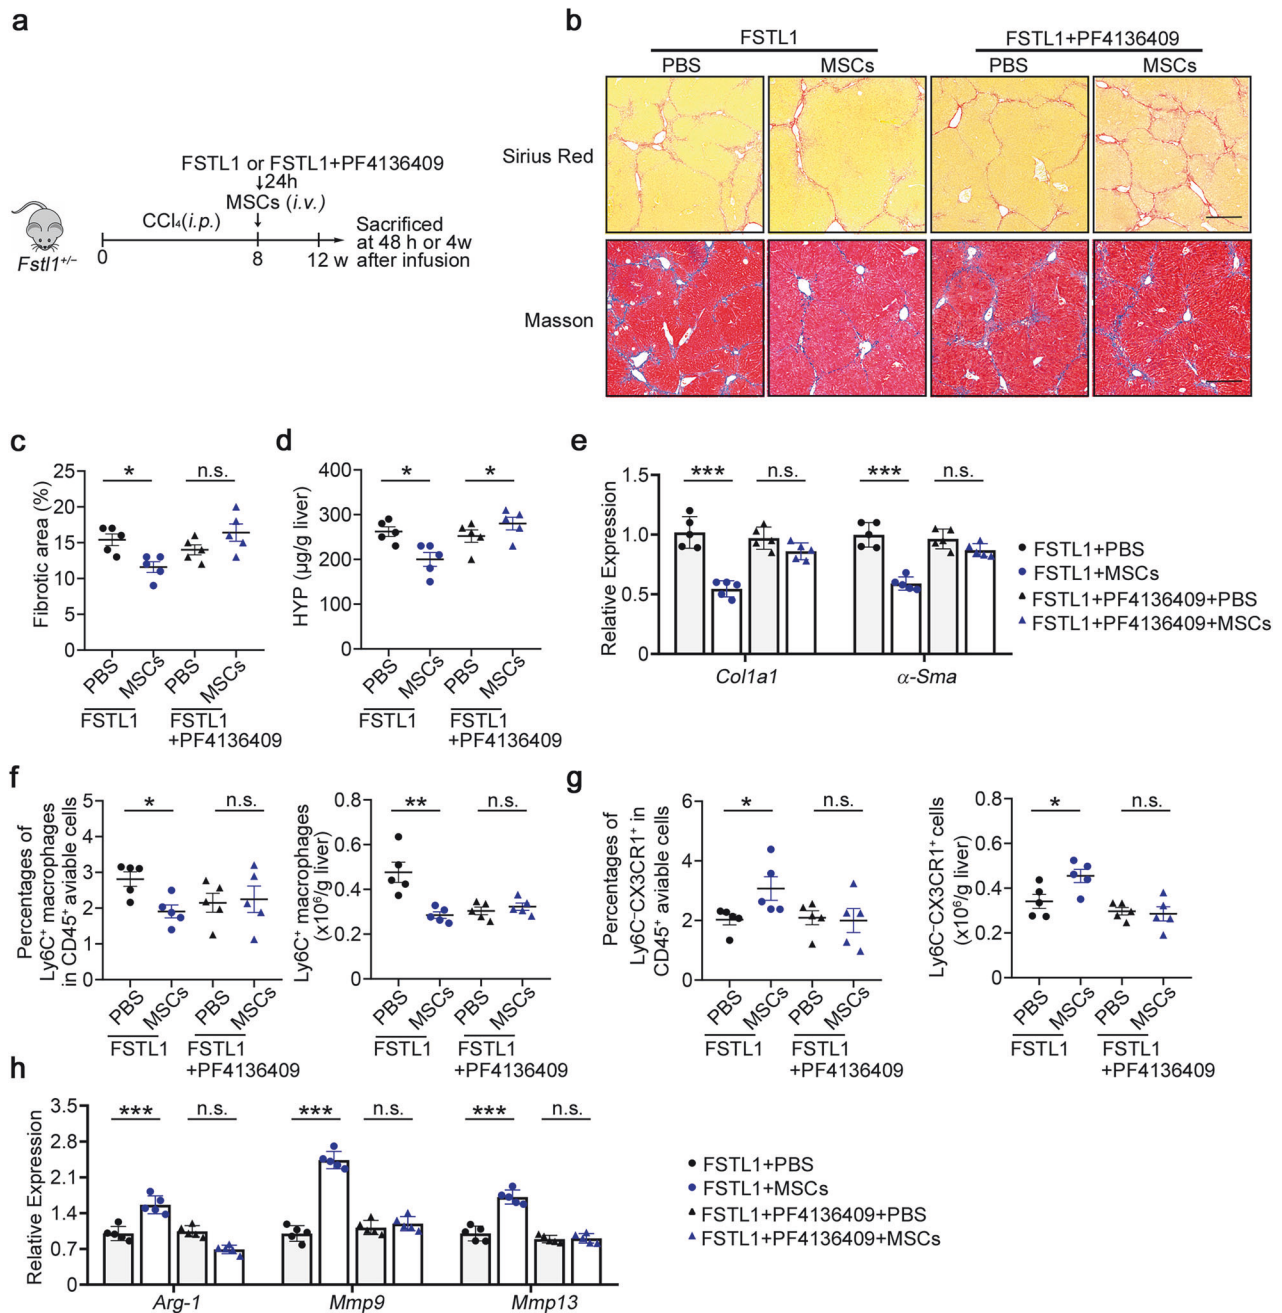 a
FSTL1 or FSTL1+PF4136409
24h
MSCs (i.v.)
CCl₄(i.p.)
Sacrificed
at 48 h or 4w
after infusion
Fstl1⁺/⁻
0
8
12 w
b
FSTL1
FSTL1+PF4136409
PBS
MSCs
PBS
MSCs
Sirius Red
Masson
c
Fibrotic area (%)
25
20
15
10
5
0
*
n.s.
PBS
MSCs
PBS
MSCs
FSTL1
FSTL1
+PF4136409
d
HYP (µg/g liver)
400
300
200
100
0
*
*
PBS
MSCs
PBS
MSCs
FSTL1
FSTL1
+PF4136409
e
Relative Expression
1.5
1.0
0.5
0
***
n.s.
***
n.s.
Col1a1
α-Sma
FSTL1+PBS
FSTL1+MSCs
FSTL1+PF4136409+PBS
FSTL1+PF4136409+MSCs
f
Percentages of
Ly6C⁺ macrophages
in CD45⁺ aviable cells
5
4
3
2
1
0
*
n.s.
PBS
MSCs
PBS
MSCs
FSTL1
FSTL1
+PF4136409
Ly6C⁺ macrophages
(x10⁶/g liver)
0.8
0.6
0.4
0.2
0
**
n.s.
PBS
MSCs
PBS
MSCs
FSTL1
FSTL1
+PF4136409
g
Percentages of
Ly6C⁻CX3CR1⁺ in
CD45⁺ aviable cells
6
4
2
0
*
n.s.
PBS
MSCs
PBS
MSCs
FSTL1
FSTL1
+PF4136409
Ly6C⁻CX3CR1⁺ cells
(x10⁶/g liver)
0.8
0.6
0.4
0.2
0
*
n.s.
PBS
MSCs
PBS
MSCs
FSTL1
FSTL1
+PF4136409
h
Relative Expression
3.5
2.8
2.1
1.4
0.7
0
***
n.s.
***
n.s.
***
n.s.
Arg-1
Mmp9
Mmp13
FSTL1+PBS
FSTL1+MSCs
FSTL1+PF4136409+PBS
FSTL1+PF4136409+MSCs